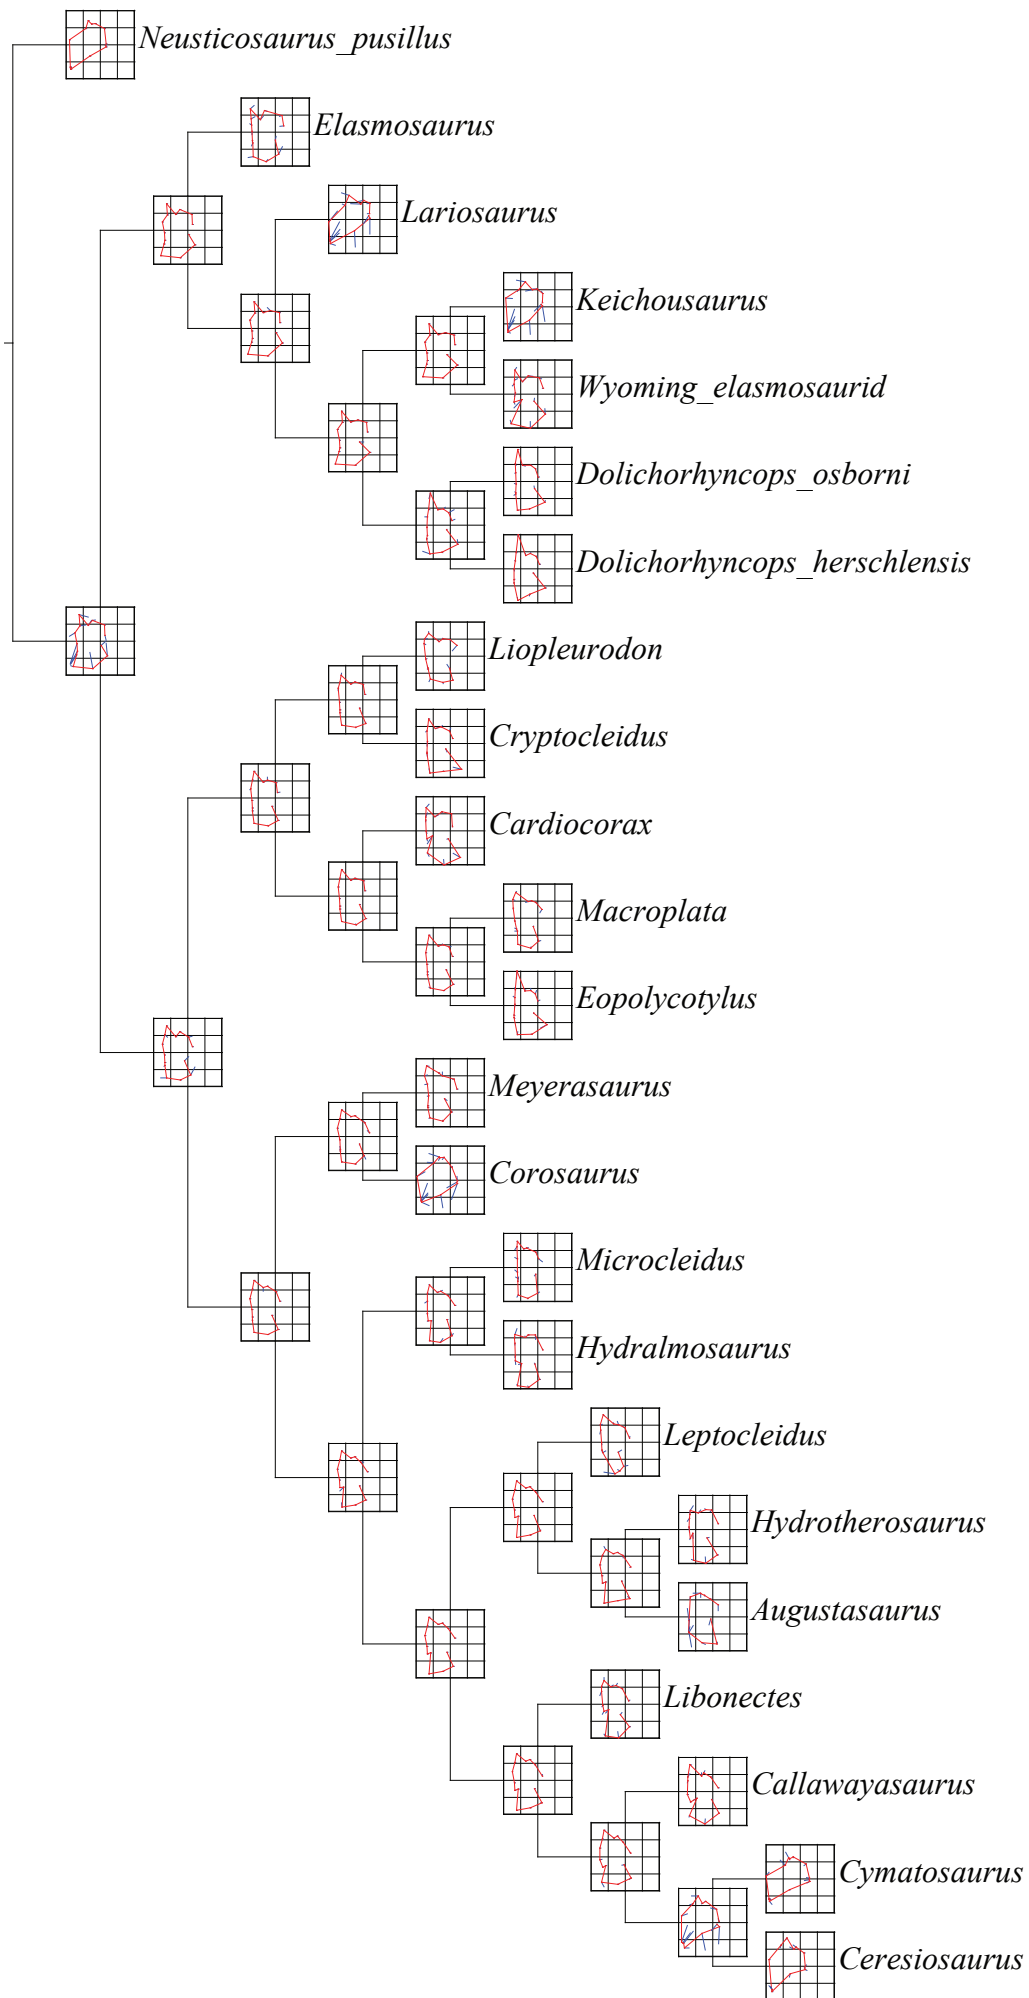 Neusticosaurus_pusillus
Elasmosaurus
Lariosaurus
Keichousaurus
Wyoming_elasmosaurid
Dolichorhyncops_osborni
Dolichorhyncops_herschlensis
Liopleurodon
Cryptocleidus
Cardiocorax
Macroplata
Eopolycotylus
Meyerasaurus
Corosaurus
Microcleidus
Hydralmosaurus
Leptocleidus
Hydrotherosaurus
Augustasaurus
Libonectes
Callawayasaurus
Cymatosaurus
Ceresiosaurus